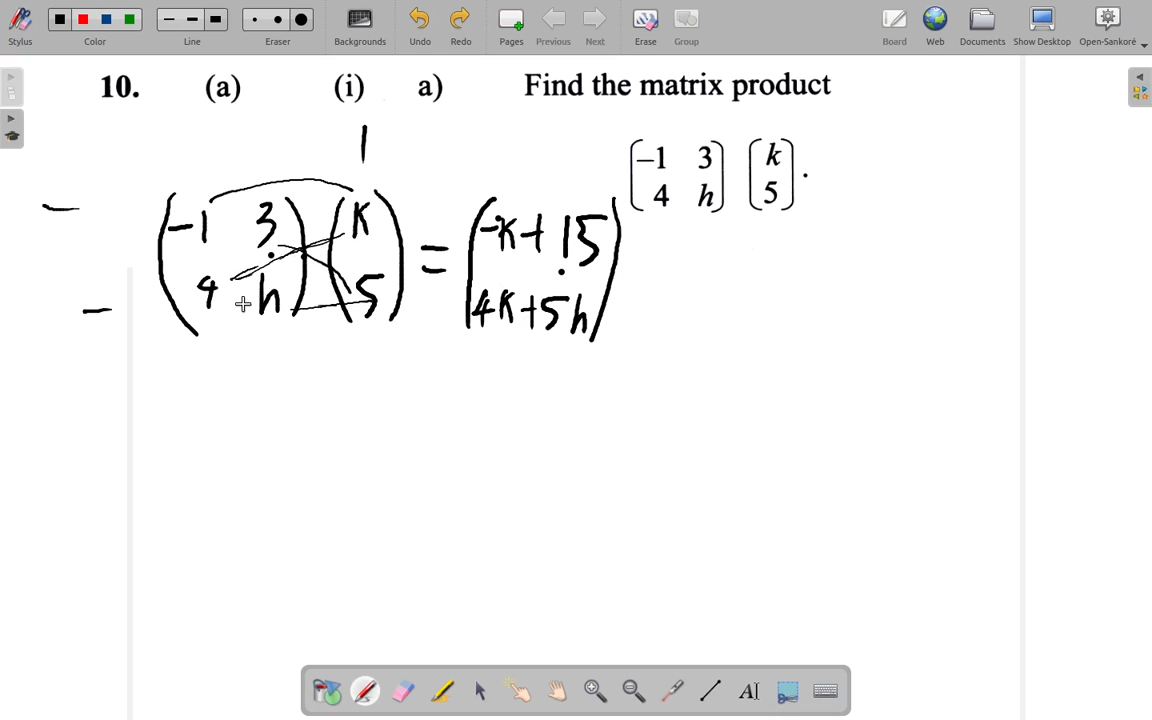 Stylus Color Line Eraser Backgrounds Undo Redo Pages Previous Next Erase Group Board Web Documents Show Desktop Open-Sankoré
10. (a) (i) a) Find the matrix product
[-1 3] [k]
[4 h] [5].
(-1 3) (k) = (-k + 15)
(4 h) (5) (4k + 5h)
AI